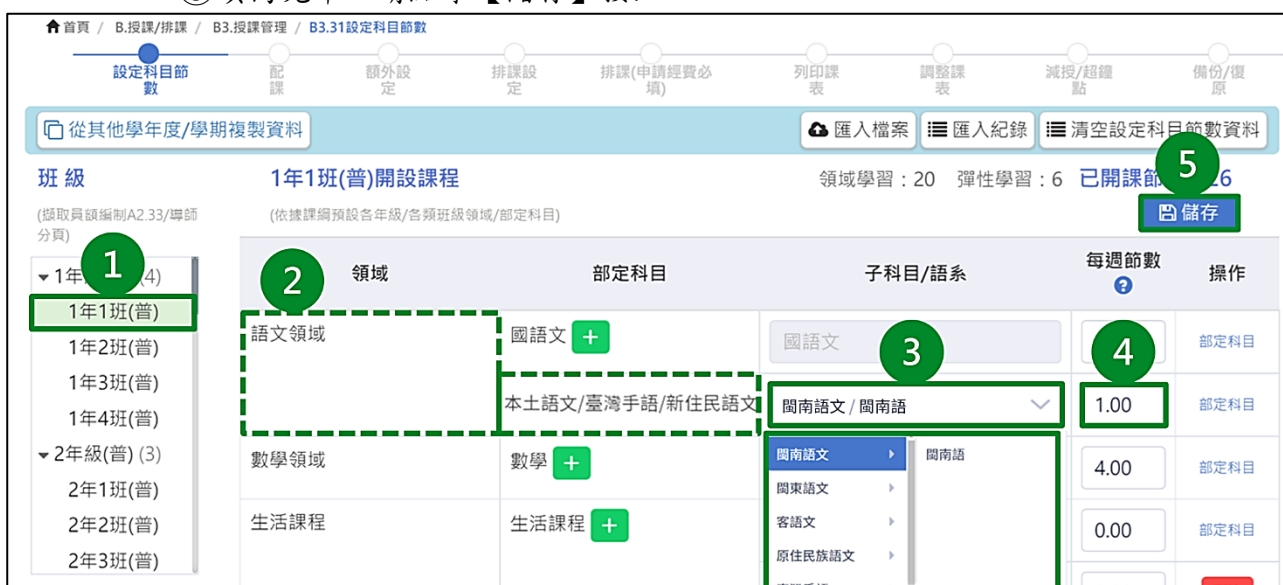 首頁 / B.授課/排課 / B3.授課管理 / B3.31設定科目節數
設定科目節數
配課
額外設定
排課設定
排課(申請經費必填)
列印課表
調整課表
減授/超鐘點
備份/復原
從其他學年度/學期複製資料
匯入檔案
匯入紀錄
清空設定科目節數資料
班級
1年1班(普)開設課程
領域學習：20 彈性學習：6 已開課節
5
(擷取員額編制A2.33/導師分頁)
(依據課綱預設各年級/各類班級領域/部定科目)
儲存
1
(4)
1年1班(普)
1年2班(普)
1年3班(普)
1年4班(普)
2年級(普) (3)
2年1班(普)
2年2班(普)
2年3班(普)
2
領域 部定科目 子科目/語系 每週節數 操作
語文領域 國語文 + 國語文 部定科目
3
4
本土語文/臺灣手語/新住民語文 閩南語文 / 閩南語 1.00 部定科目
數學領域 數學 + 4.00 部定科目
生活課程 生活課程 + 0.00 部定科目
閩南語文 閩南語
閩東語文
客語文
原住民族語文